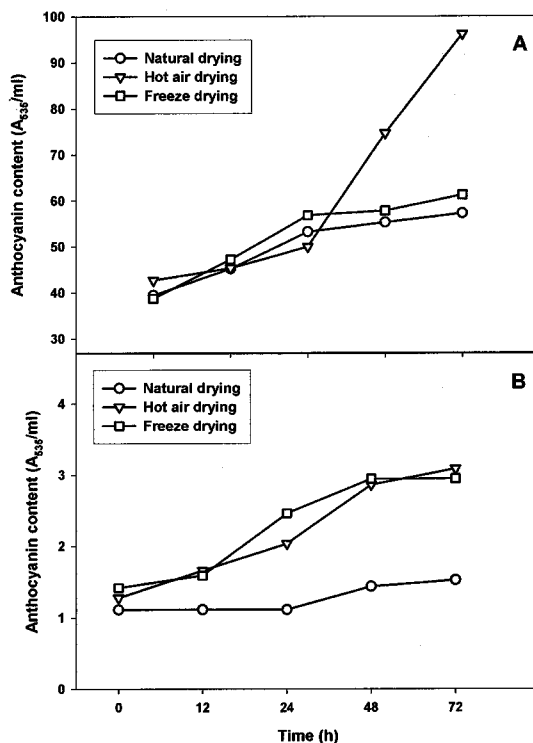 A
Natural drying
Hot air drying
Freeze drying
100
90
80
70
60
50
40
30
Anthocyanin content (A535/ml)
B
Natural drying
Hot air drying
Freeze drying
4
3
2
1
0
Anthocyanin content (A535/ml)
0 12 24 48 72
Time (h)